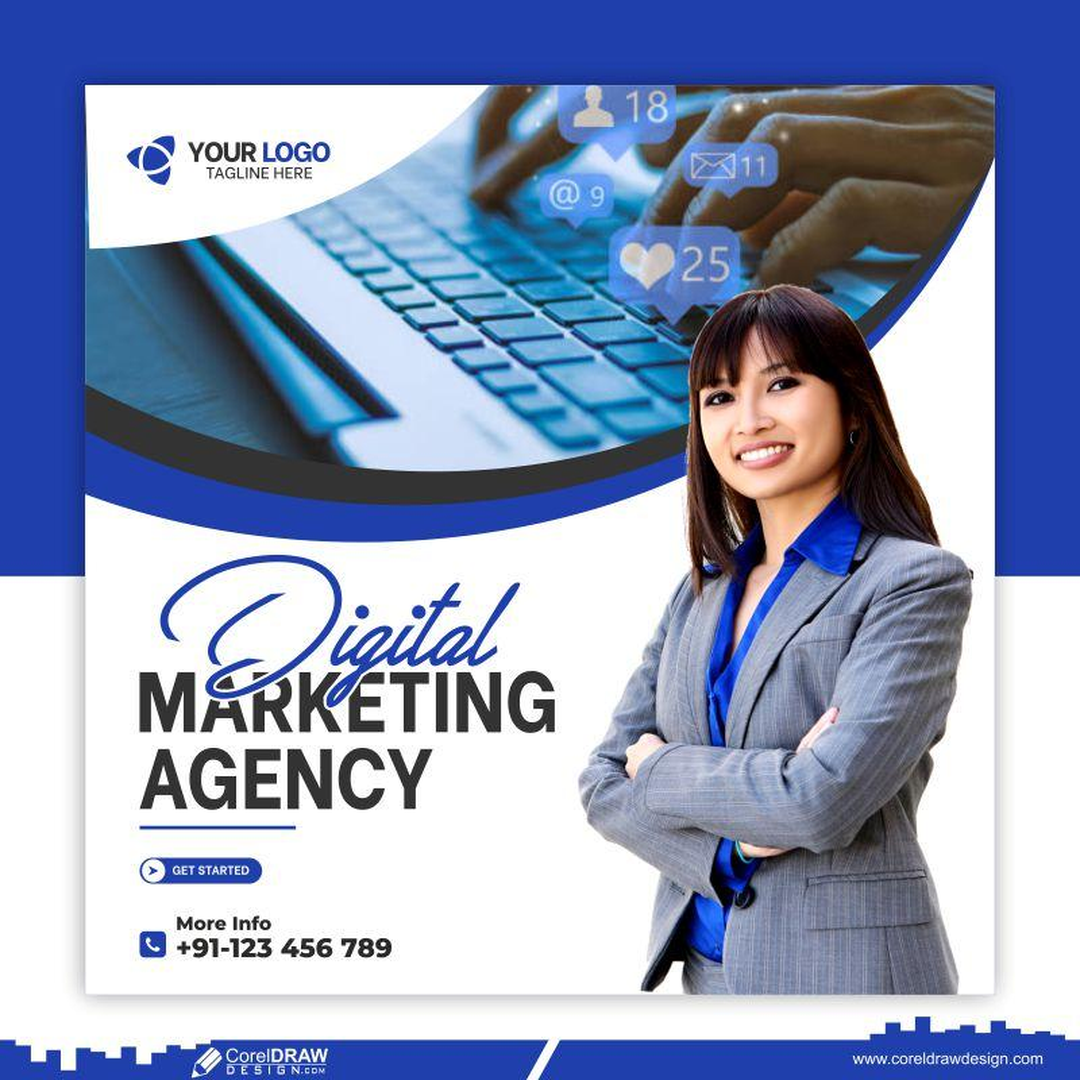 YOUR LOGO
TAGLINE HERE
18
11
@ 9
25
Digital
MARKETING
AGENCY
GET STARTED
More Info
+91-123 456 789
CorelDRAW
DESIGN.COM
www.coreldrawdesign.com